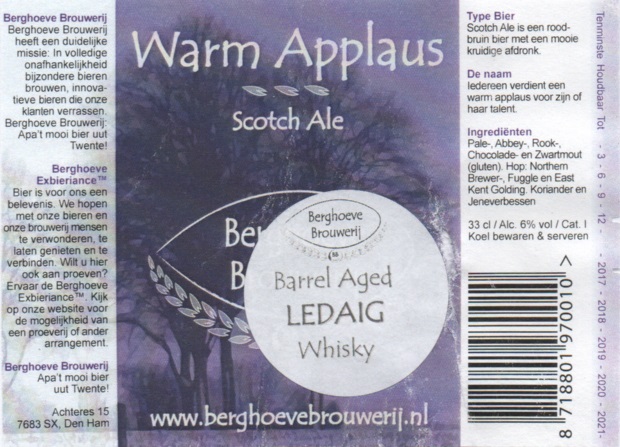 Berghoeve Brouwerij
Berghoeve Brouwerij
heeft een duidelijke
missie: In volledige
onafhankelijkheid
bijzondere bieren
brouwen, innova-
tieve bieren die onze
klanten verrassen.
Berghoeve Brouwerij:
Apa't mooi bier uut
Twente!
Berghoeve
Exbieriance™
Bier is voor ons een
belevenis. We hopen
met onze bieren en
onze brouwerij mensen
te verwonderen, te
laten genieten en te
verbinden. Wilt u hier
ook aan proeven?
Ervaar de Berghoeve
Exbieriance™. Kijk
op onze website voor
de mogelijkheid van
een proeverij of ander
arrangement.
Berghoeve Brouwerij
Apa't mooi bier
uut Twente!
Achteres 15
7683 SX, Den Ham
Warm Applaus
Scotch Ale
Be
B
Berghoeve
Brouwerij
Barrel Aged
LEDAIG
Whisky
www.berghoevebrouwerij.nl
Type Bier
Scotch Ale is een rood-
bruin bier met een mooie
kruidige afdronk.
De naam
Iedereen verdient een
warm applaus voor zijn of
haar talent.
Ingrediënten
Pale-, Abbey-, Rook-,
Chocolade- en Zwartmout
(gluten). Hop: Northern
Brewer-, Fuggle en East
Kent Golding. Koriander en
Jeneverbessen
33 cl / Alc. 6% vol / Cat. I
Koel bewaren & serveren
8 718801 970010 >
Tenminste Houdbaar Tot - 3 - 6 - 9 - 12 - - 2017 - 2018 - 2019 - 2020 - 2021